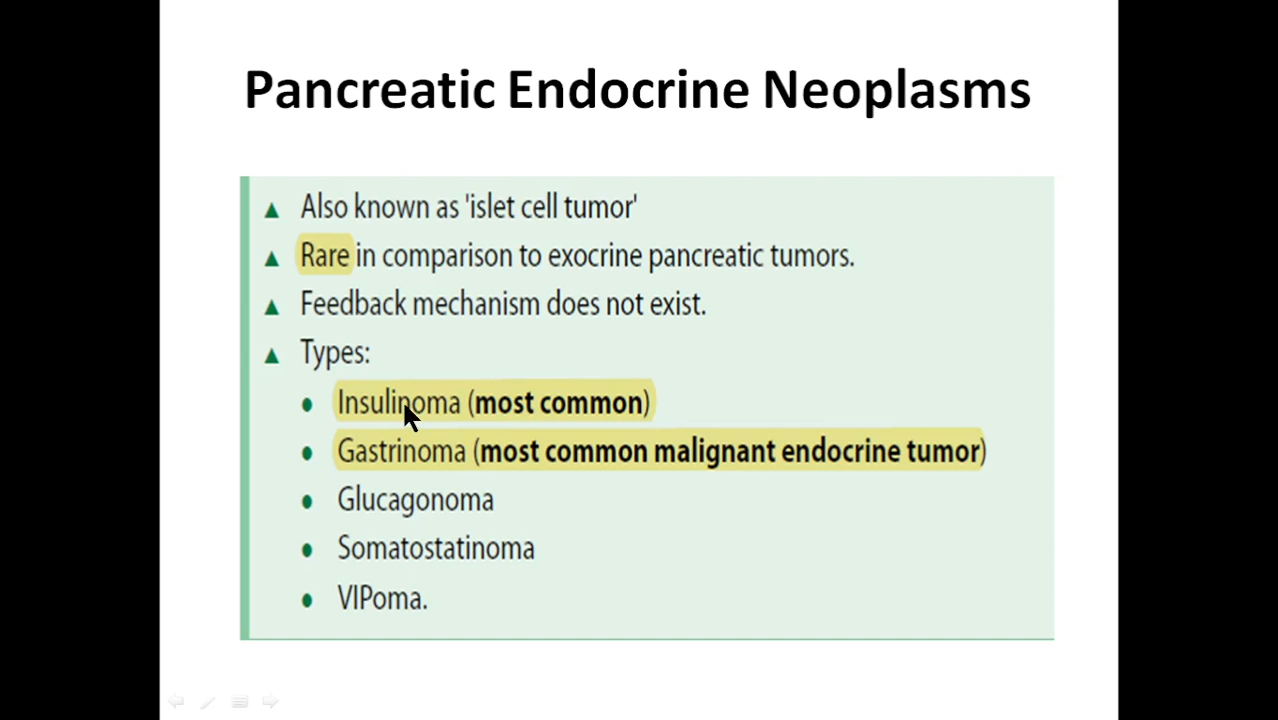 Pancreatic Endocrine Neoplasms
▲ Also known as 'islet cell tumor'
▲ Rare in comparison to exocrine pancreatic tumors.
▲ Feedback mechanism does not exist.
▲ Types:
• Insulinoma (most common)
• Gastrinoma (most common malignant endocrine tumor)
• Glucagonoma
• Somatostatinoma
• VIPoma.